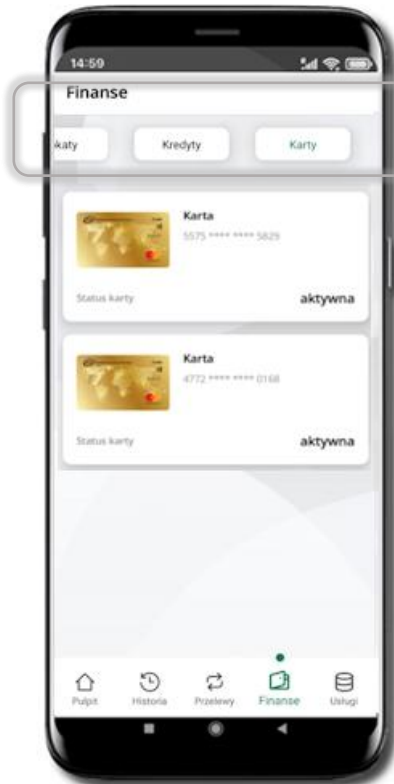 14:59
Finanse
katy
Kredyty
Karty
Karta
5575 **** **** 5829
Status karty
aktywna
Karta
4772 **** **** 0168
Status karty
aktywna
Pulpit
Historia
Przelewy
Finanse
Usługi